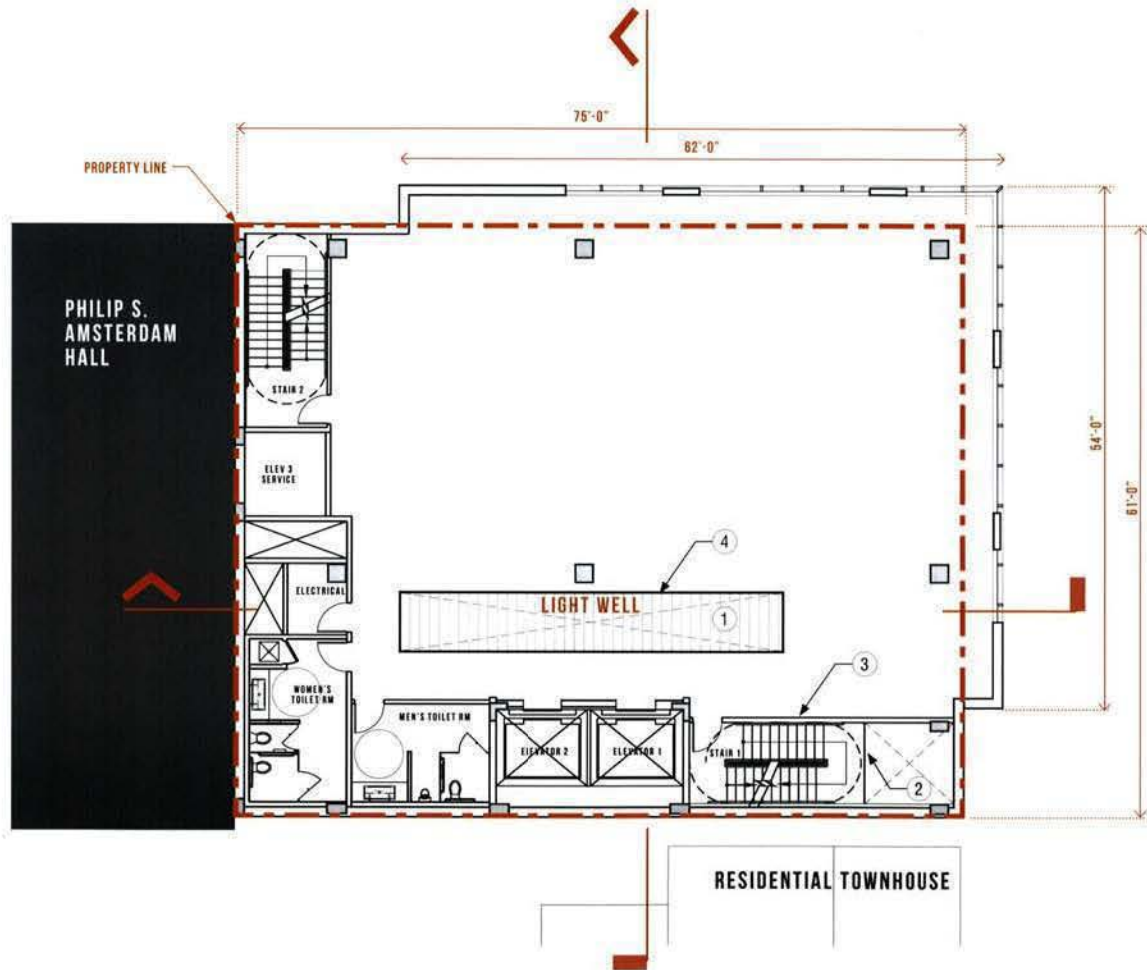 75'-0"
62'-0"
PROPERTY LINE
PHILIP S.
AMSTERDAM
HALL
STAIR 2
ELEV 3
SERVICE
54'-0"
61'-0"
4
ELECTRICAL
LIGHT WELL
1
3
WOMEN'S
TOILET RM
MEN'S TOILET RM
ELEVATOR 2
ELEVATOR 1
STAIR 1
2
RESIDENTIAL TOWNHOUSE